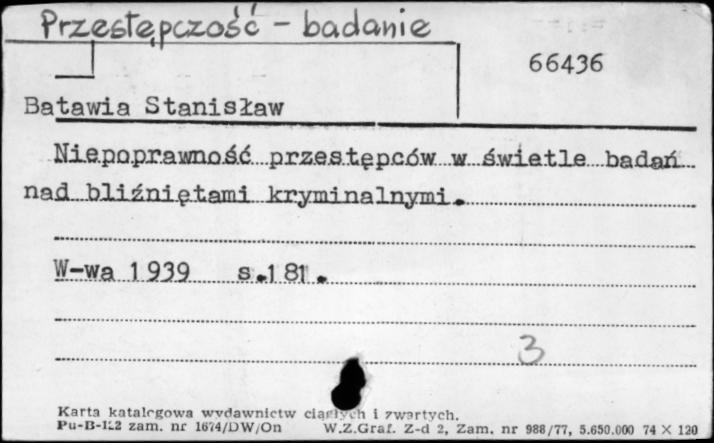 Przestępczość – badanie
66436
Batawia Stanisław
Niepoprawność przestępców w świetle badań
nad bliźniętami kryminalnymi.
W-wa 1939 s.181.
3
Karta katalogowa wydawnictw ciągłych i zwartych.
Pu-B-122 zam. nr 1674/DW/On W.Z.Graf. Z-d 2, Zam. nr 988/77, 5.650.000 74 X 120